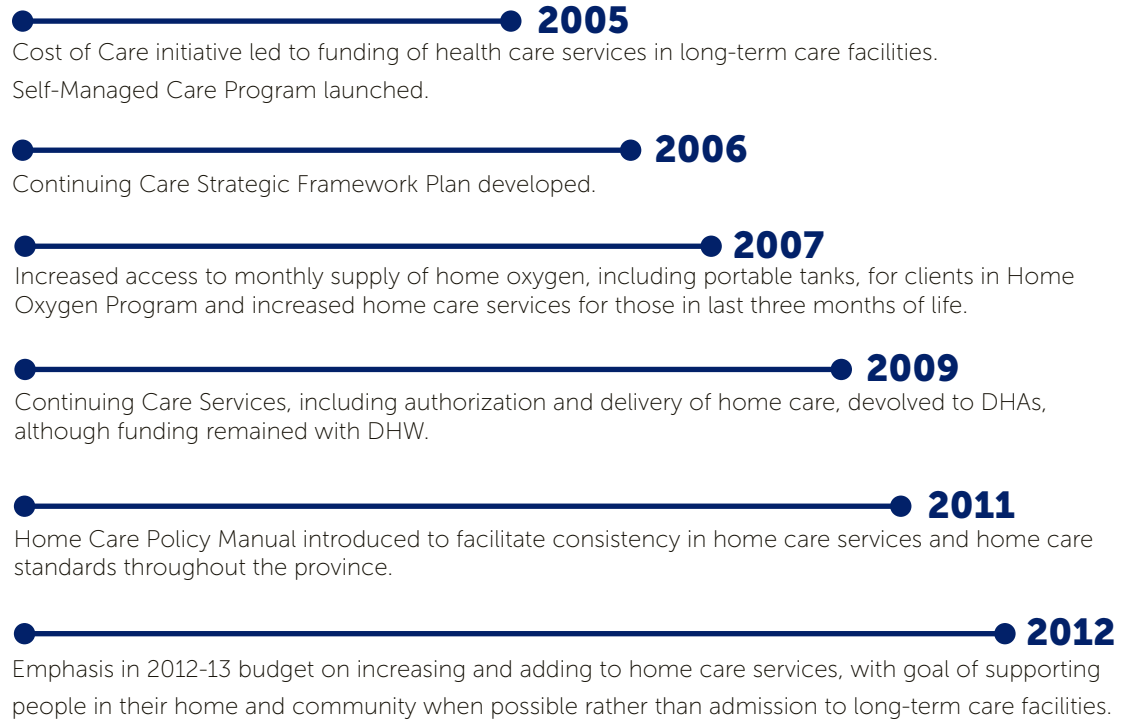 2005
Cost of Care initiative led to funding of health care services in long-term care facilities.
Self-Managed Care Program launched.
2006
Continuing Care Strategic Framework Plan developed.
2007
Increased access to monthly supply of home oxygen, including portable tanks, for clients in Home
Oxygen Program and increased home care services for those in last three months of life.
2009
Continuing Care Services, including authorization and delivery of home care, devolved to DHAs,
although funding remained with DHW.
2011
Home Care Policy Manual introduced to facilitate consistency in home care services and home care
standards throughout the province.
2012
Emphasis in 2012-13 budget on increasing and adding to home care services, with goal of supporting
people in their home and community when possible rather than admission to long-term care facilities.